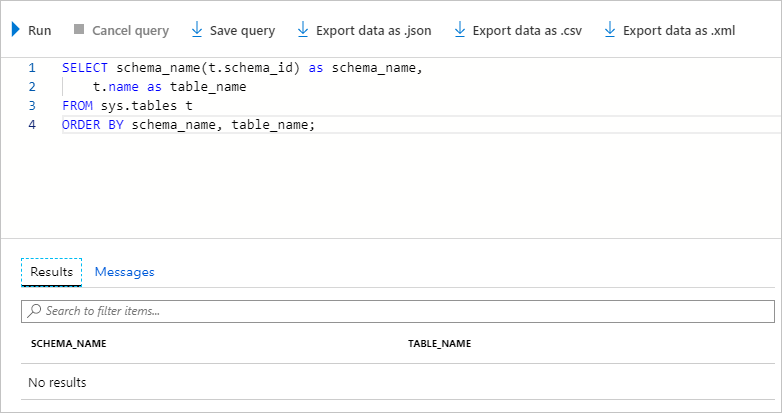 Run Cancel query Save query Export data as .json Export data as .csv Export data as .xml
1 SELECT schema_name(t.schema_id) as schema_name,
2 t.name as table_name
3 FROM sys.tables t
4 ORDER BY schema_name, table_name;
Results Messages
Search to filter items...
SCHEMA_NAME TABLE_NAME
No results